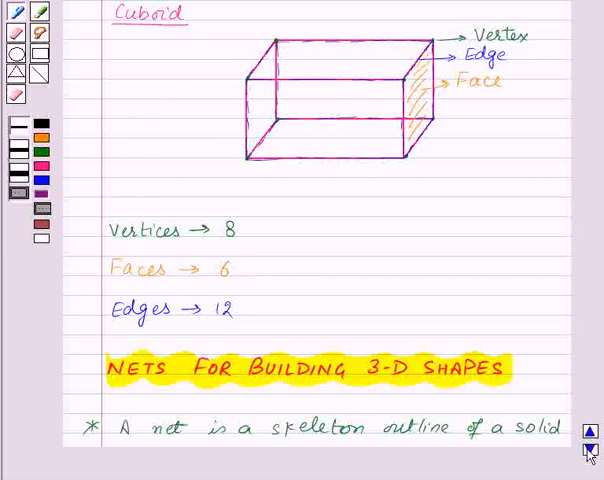 Cuboid
Vertex
Edge
Face
Vertices → 8
Faces → 6
Edges → 12
NETS FOR BUILDING 3-D SHAPES
* A net is a skeleton outline of a solid